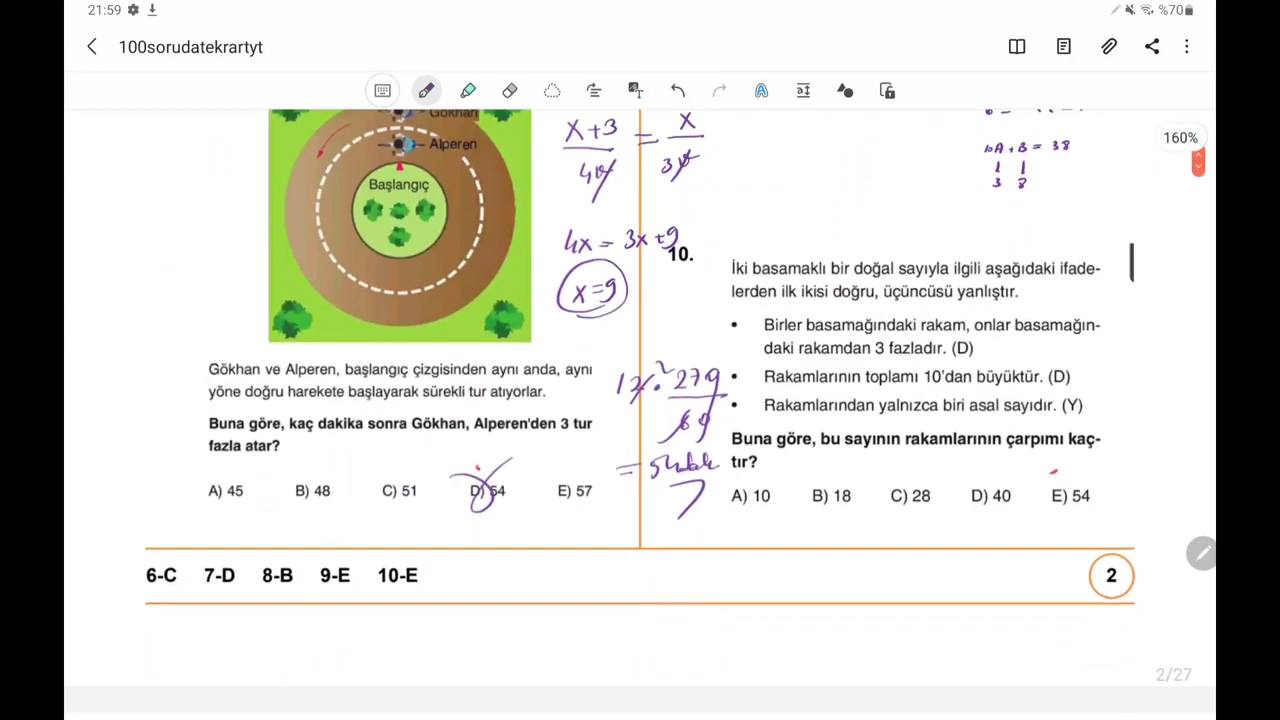 21:59
%70
100sorudatekrartyt
160%
Gökhan
Alperen
Başlangıç
x+3 = x
40 30
4x = 3x+9
x=9
Gökhan ve Alperen, başlangıç çizgisinden aynı anda, aynı
yöne doğru harekete başlayarak sürekli tur atıyorlar.
Buna göre, kaç dakika sonra Gökhan, Alperen'den 3 tur
fazla atar?
A) 45 B) 48 C) 51 D) 54 E) 57
10A + B = 38
3 8
10.
İki basamaklı bir doğal sayıyla ilgili aşağıdaki ifade-
lerden ilk ikisi doğru, üçüncüsü yanlıştır.
• Birler basamağındaki rakam, onlar basamağın-
daki rakamdan 3 fazladır. (D)
• Rakamlarının toplamı 10'dan büyüktür. (D)
• Rakamlarından yalnızca biri asal sayıdır. (Y)
Buna göre, bu sayının rakamlarının çarpımı kaç-
tır?
A) 10 B) 18 C) 28 D) 40 E) 54
6-C 7-D 8-B 9-E 10-E
2
2/27